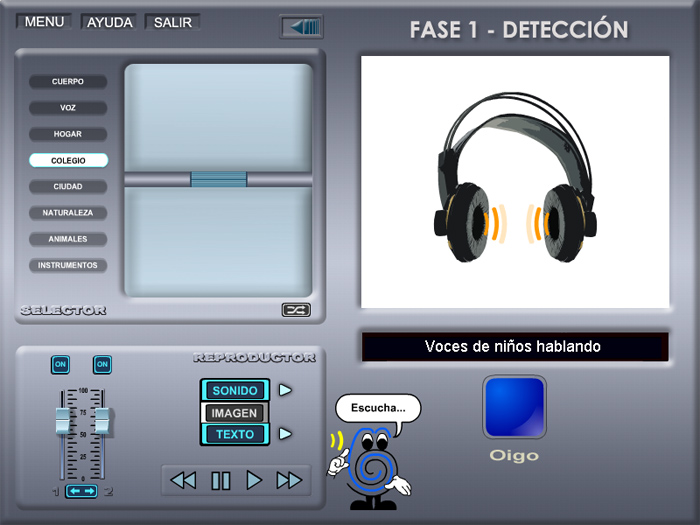 MENU AYUDA SALIR
FASE 1 - DETECCIÓN
CUERPO
VOZ
HOGAR
COLEGIO
CIUDAD
NATURALEZA
ANIMALES
INSTRUMENTOS
SELECTOR
Voces de niños hablando
REPRODUCTOR
ON ON
100
75
50
25
0
1 2
SONIDO
IMAGEN
TEXTO
Escucha...
Oigo